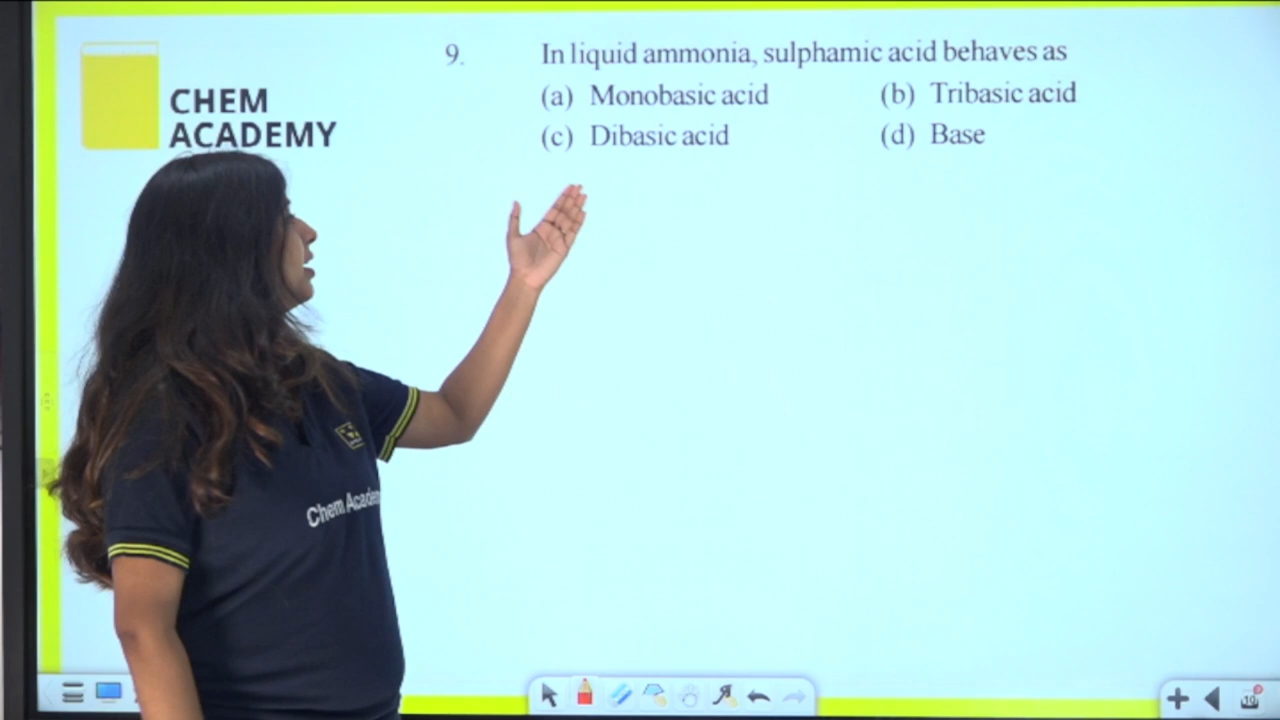 CHEM
ACADEMY
9. In liquid ammonia, sulphamic acid behaves as
(a) Monobasic acid (b) Tribasic acid
(c) Dibasic acid (d) Base
Chem Academ
10